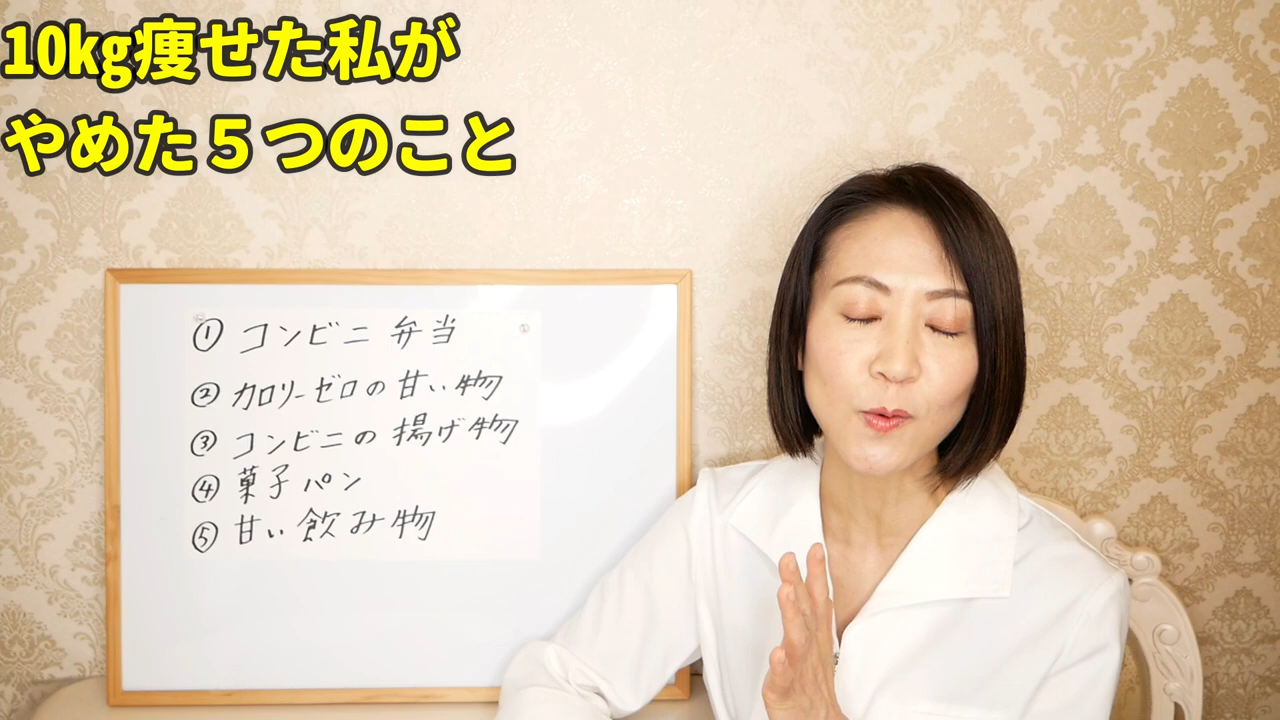 10kg痩せた私が
やめた５つのこと
① コンビニ 弁当
② カロリーゼロの甘い物
③ コンビニの 揚げ物
④ 菓子パン
⑤ 甘い飲み物